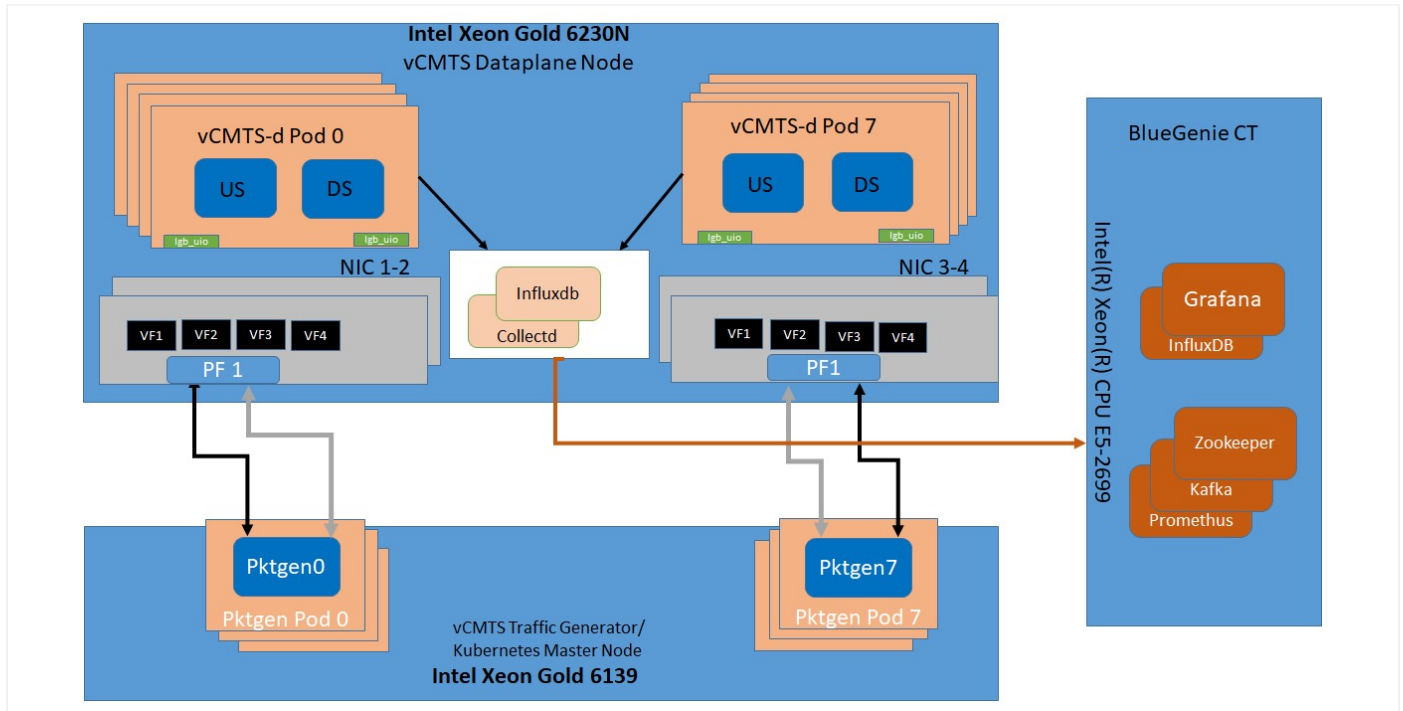 Intel Xeon Gold 6230N
vCMTS Dataplane Node
vCMTS-d Pod 0
US
DS
Igb_uio
Igb_uio
vCMTS-d Pod 7
US
DS
Igb_uio
Igb_uio
NIC 1-2
VF1
VF2
VF3
VF4
PF 1
Influxdb
Collectd
NIC 3-4
VF1
VF2
VF3
VF4
PF1
Pktgen0
Pktgen Pod 0
Pktgen7
Pktgen Pod 7
vCMTS Traffic Generator/
Kubernetes Master Node
Intel Xeon Gold 6139
BlueGenie CT
Intel(R) Xeon(R) CPU E5-2699
Grafana
InfluxDB
Zookeeper
Kafka
Promethus